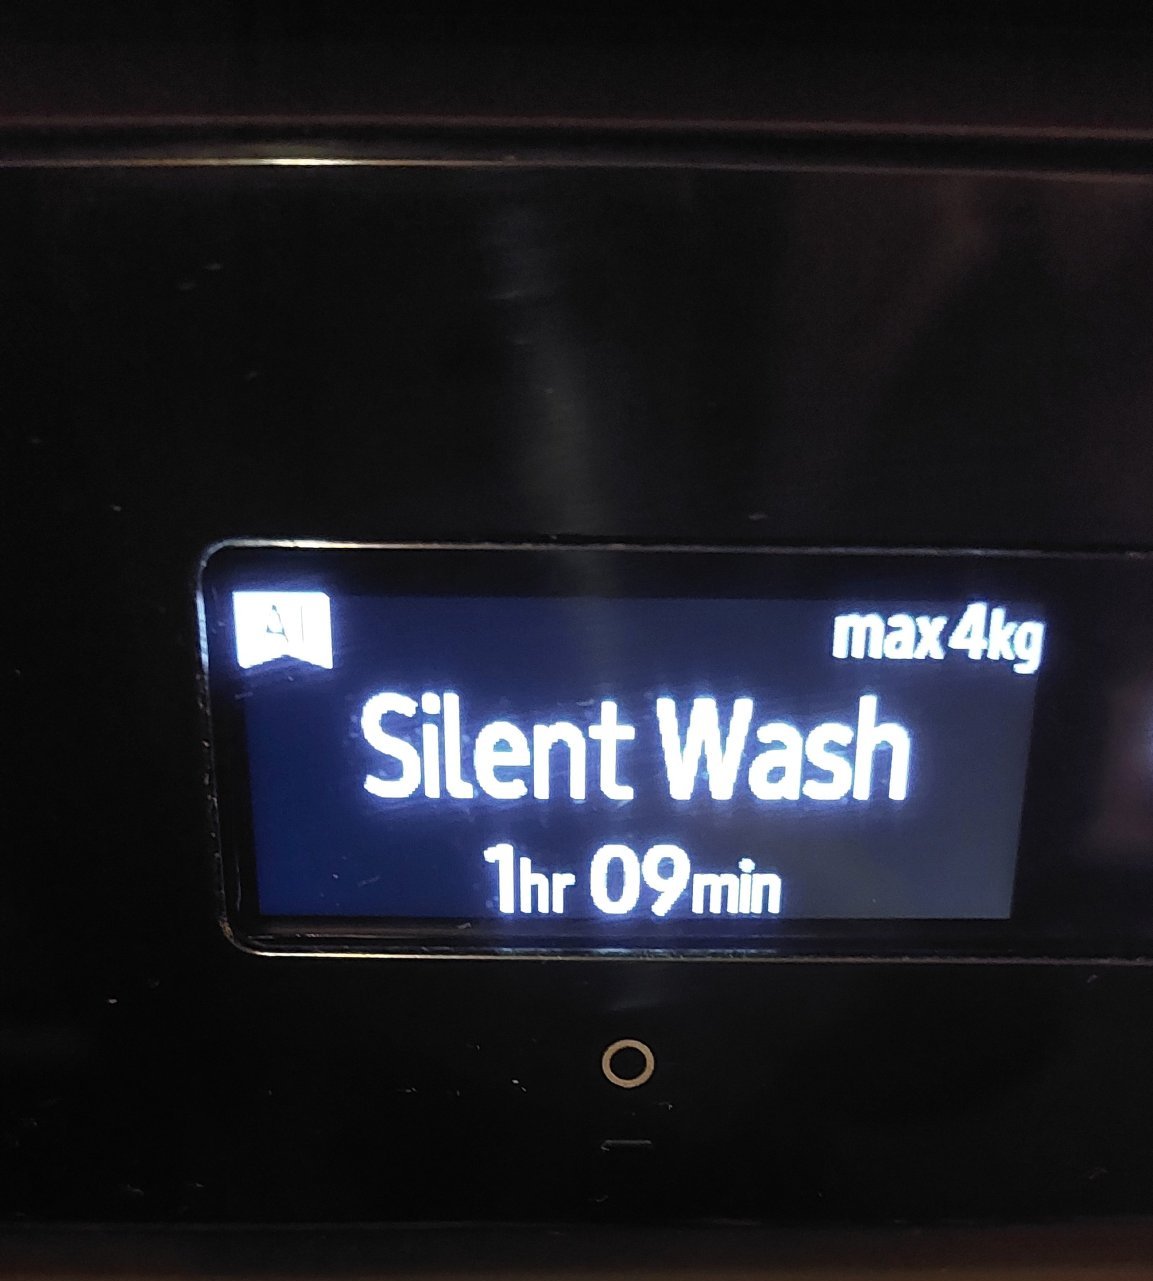 AI
max 4kg
Silent Wash
1hr 09min